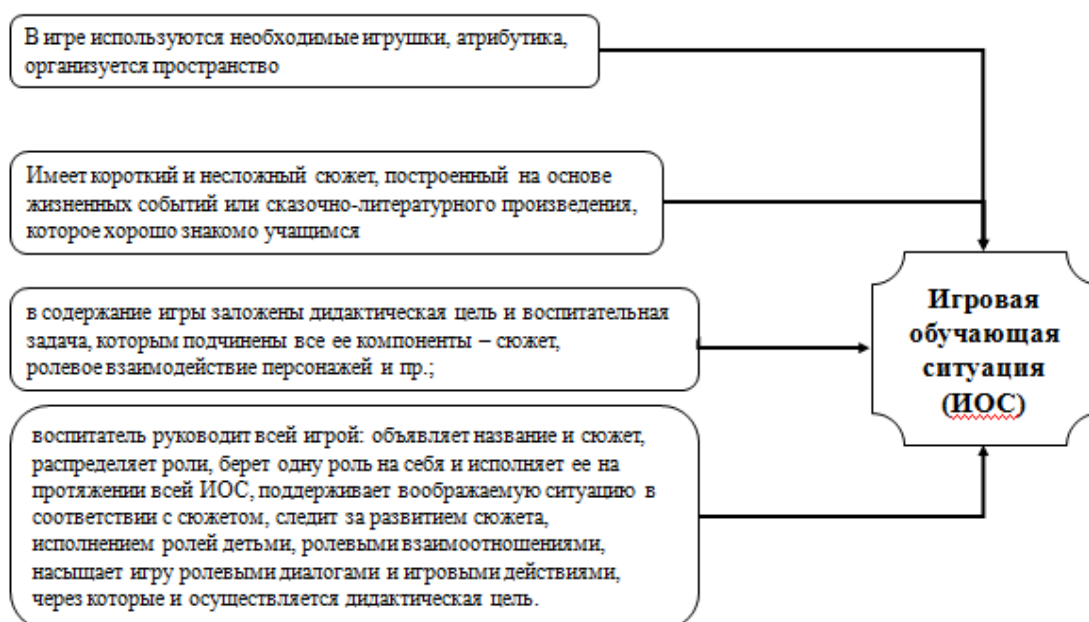 В игре используются необходимые игрушки, атрибутика,
организуется пространство
Имеет короткий и несложный сюжет, построенный на основе
жизненных событий или сказочно-литературного произведения,
которое хорошо знакомо учащимся
в содержание игры заложены дидактическая цель и воспитательная
задача, которым подчинены все ее компоненты – сюжет,
ролевое взаимодействие персонажей и пр.;
воспитатель руководит всей игрой: объявляет название и сюжет,
распределяет роли, берет одну роль на себя и исполняет ее на
протяжении всей ИОС, поддерживает воображаемую ситуацию в
соответствии с сюжетом, следит за развитием сюжета,
исполнением ролей детьми, ролевыми взаимоотношениями,
насыщает игру ролевыми диалогами и игровыми действиями,
через которые и осуществляется дидактическая цель.
Игровая
обучающая
ситуация
(ИОС)